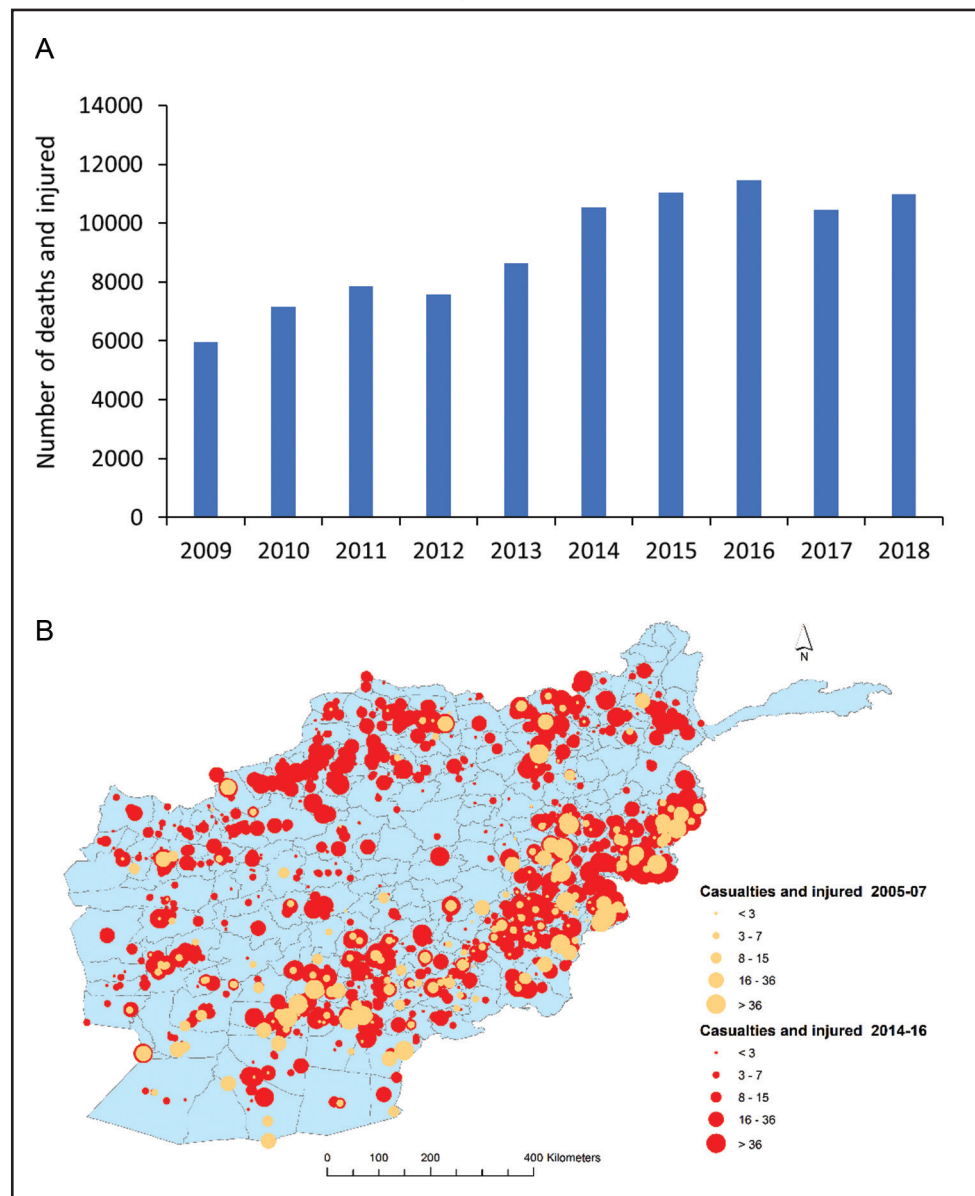 A
Number of deaths and injured
14000
12000
10000
8000
6000
4000
2000
0
2009 2010 2011 2012 2013 2014 2015 2016 2017 2018
B
N
Casualties and injured 2005-07
< 3
3 - 7
8 - 15
16 - 36
> 36
Casualties and injured 2014-16
< 3
3 - 7
8 - 15
16 - 36
> 36
0 100 200 400 Kilometers